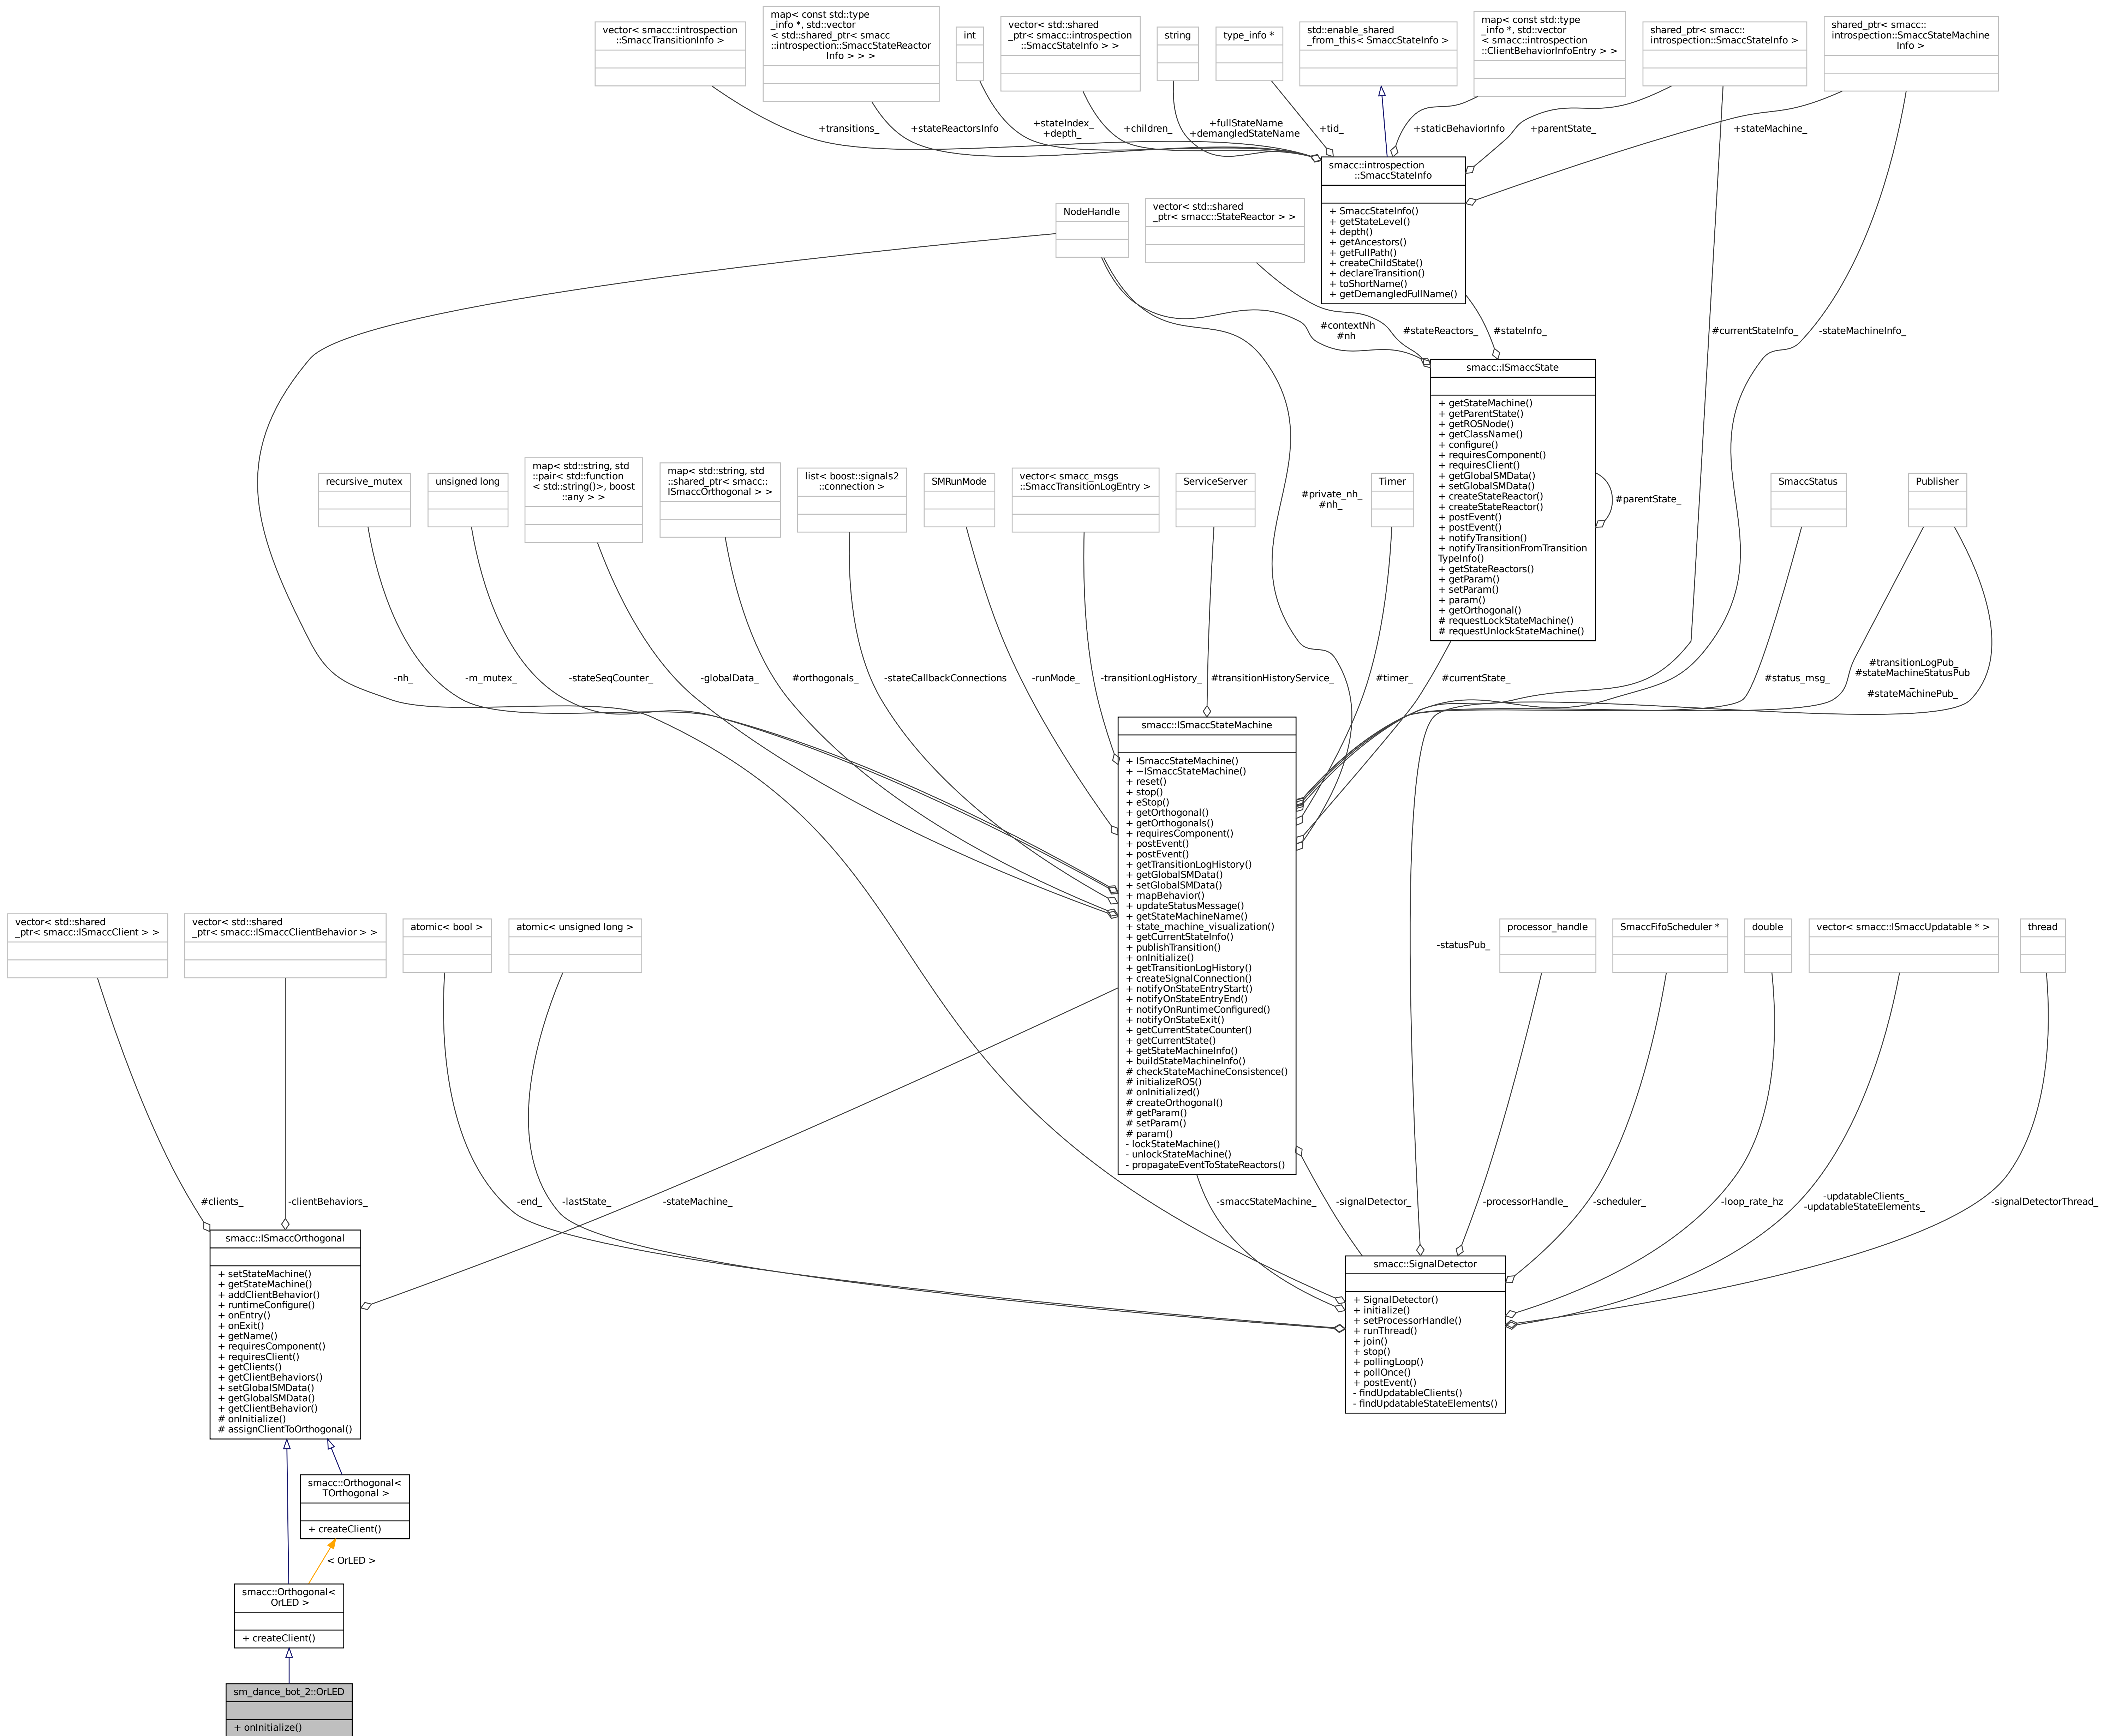 vector< smacc::introspection
::SmaccTransitionInfo >
map< const std::type
_info *, std::vector
< std::shared_ptr< smacc
::introspection::SmaccStateReactor
Info > > >
int
vector< std::shared
_ptr< smacc::introspection
::SmaccStateInfo > >
string
type_info *
std::enable_shared
_from_this< SmaccStateInfo >
map< const std::type
_info *, std::vector
< smacc::introspection
::ClientBehaviorInfoEntry > >
shared_ptr< smacc::
introspection::SmaccStateInfo >
shared_ptr< smacc::
introspection::SmaccStateMachine
Info >
+transitions_
+stateReactorsInfo
+stateIndex_
+depth_
+children_
+fullStateName
+demangledStateName
+tid_
+staticBehaviorInfo
+parentState_
+stateMachine_
smacc::introspection
::SmaccStateInfo
+ SmaccStateInfo()
+ getStateLevel()
+ depth()
+ getAncestors()
+ getFullPath()
+ createChildState()
+ declareTransition()
+ toShortName()
+ getDemangledFullName()
NodeHandle
vector< std::shared
_ptr< smacc::StateReactor > >
#contextNh
#nh
#stateReactors_
#stateInfo_
#currentStateInfo_
-stateMachineInfo_
smacc::ISmaccState
+ getStateMachine()
+ getParentState()
+ getROSNode()
+ getClassName()
+ configure()
+ requiresComponent()
+ requiresClient()
+ getGlobalSMData()
+ setGlobalSMData()
+ createStateReactor()
+ createStateReactor()
+ postEvent()
+ postEvent()
+ notifyTransition()
+ notifyTransitionFromTransition
TypeInfo()
+ getStateReactors()
+ getParam()
+ setParam()
+ param()
+ getOrthogonal()
# requestLockStateMachine()
# requestUnlockStateMachine()
#parentState_
recursive_mutex
unsigned long
map< std::string, std
::pair< std::function
< std::string()>, boost
::any > >
map< std::string, std
::shared_ptr< smacc::
ISmaccOrthogonal > >
list< boost::signals2
::connection >
SMRunMode
vector< smacc_msgs
::SmaccTransitionLogEntry >
ServiceServer
#private_nh_
#nh_
Timer
SmaccStatus
Publisher
-nh_
-m_mutex_
-stateSeqCounter_
-globalData_
#orthogonals_
-stateCallbackConnections
-runMode_
-transitionLogHistory_
#transitionHistoryService_
#timer_
#currentState_
#status_msg_
#transitionLogPub_
#stateMachineStatusPub
_
#stateMachinePub_
smacc::ISmaccStateMachine
+ ISmaccStateMachine()
+ ~ISmaccStateMachine()
+ reset()
+ stop()
+ eStop()
+ getOrthogonal()
+ getOrthogonals()
+ requiresComponent()
+ postEvent()
+ postEvent()
+ getTransitionLogHistory()
+ getGlobalSMData()
+ setGlobalSMData()
+ mapBehavior()
+ updateStatusMessage()
+ getStateMachineName()
+ state_machine_visualization()
+ getCurrentStateInfo()
+ publishTransition()
+ onInitialize()
+ getTransitionLogHistory()
+ createSignalConnection()
+ notifyOnStateEntryStart()
+ notifyOnStateEntryEnd()
+ notifyOnRuntimeConfigured()
+ notifyOnStateExit()
+ getCurrentStateCounter()
+ getCurrentState()
+ getStateMachineInfo()
+ buildStateMachineInfo()
# checkStateMachineConsistence()
# initializeROS()
# onInitialized()
# createOrthogonal()
# getParam()
# setParam()
# param()
- lockStateMachine()
- unlockStateMachine()
- propagateEventToStateReactors()
vector< std::shared
_ptr< smacc::ISmaccClient > >
vector< std::shared
_ptr< smacc::ISmaccClientBehavior > >
atomic< bool >
atomic< unsigned long >
-statusPub_
processor_handle
SmaccFifoScheduler *
double
vector< smacc::ISmaccUpdatable * >
thread
#clients_
-clientBehaviors_
-stateMachine_
-end_
-lastState_
-smaccStateMachine_
-signalDetector_
-processorHandle_
-scheduler_
-loop_rate_hz
-updatableClients_
-updatableStateElements_
-signalDetectorThread_
smacc::ISmaccOrthogonal
+ setStateMachine()
+ getStateMachine()
+ addClientBehavior()
+ runtimeConfigure()
+ onEntry()
+ onExit()
+ getName()
+ requiresComponent()
+ requiresClient()
+ getClients()
+ getClientBehaviors()
+ setGlobalSMData()
+ getGlobalSMData()
+ getClientBehavior()
# onInitialize()
# assignClientToOrthogonal()
smacc::SignalDetector
+ SignalDetector()
+ initialize()
+ setProcessorHandle()
+ runThread()
+ join()
+ stop()
+ pollingLoop()
+ pollOnce()
+ postEvent()
- findUpdatableClients()
- findUpdatableStateElements()
smacc::Orthogonal<
TOrthogonal >
+ createClient()
< OrLED >
smacc::Orthogonal<
OrLED >
+ createClient()
sm_dance_bot_2::OrLED
+ onInitialize()